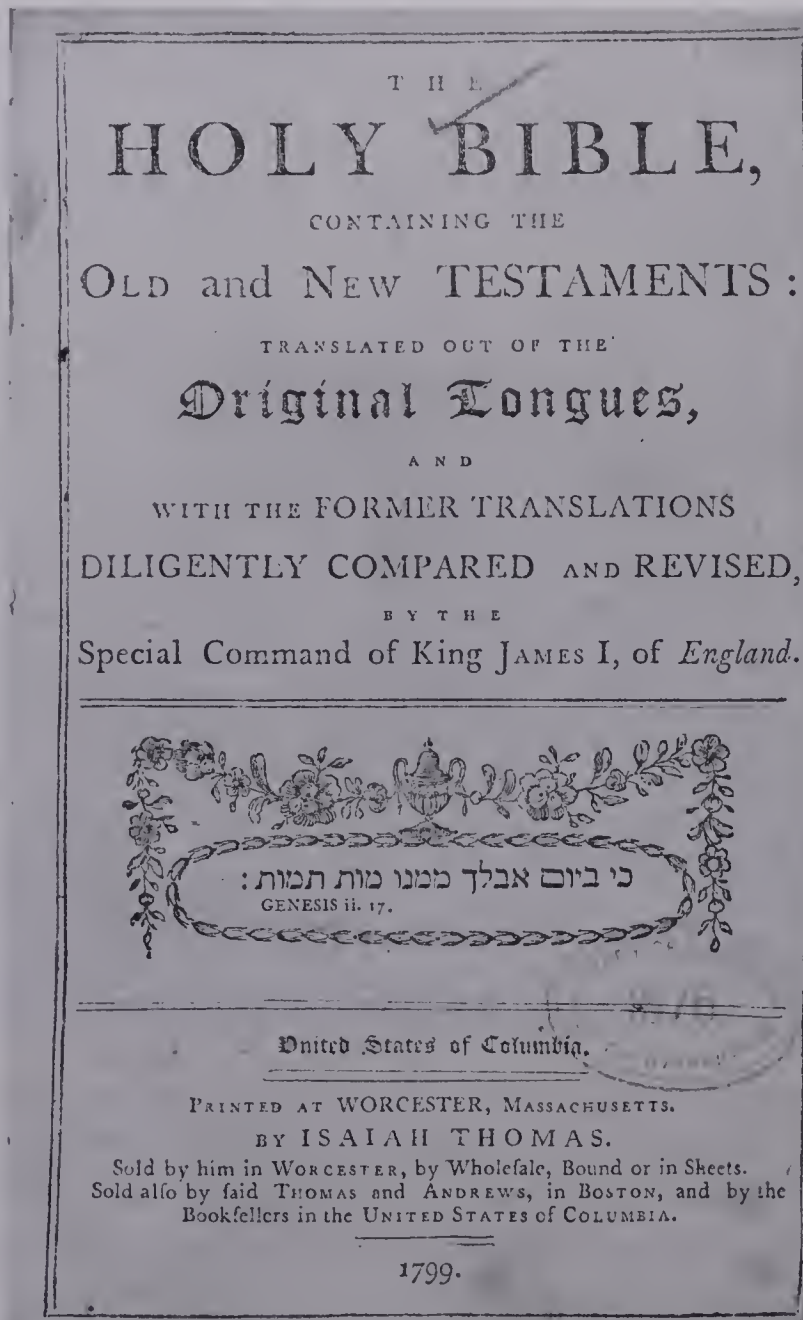 THE
HOLY BIBLE,
CONTAINING THE
OLD and NEW TESTAMENTS :
TRANSLATED OUT OF THE
Original Tongues,
AND
WITH THE FORMER TRANSLATIONS
DILIGENTLY COMPARED AND REVISED,
BY THE
Special Command of King JAMES I, of England.
כי ביום אבלך ממנו מות תמות :
GENESIS ii. 17.
United States of Columbia.
PRINTED AT WORCESTER, MASSACHUSETTS.
BY ISAIAH THOMAS.
Sold by him in WORCESTER, by Wholeſale, Bound or in Sheets.
Sold alſo by ſaid THOMAS and ANDREWS, in BOSTON, and by the
Bookſellers in the UNITED STATES of COLUMBIA.
1799.